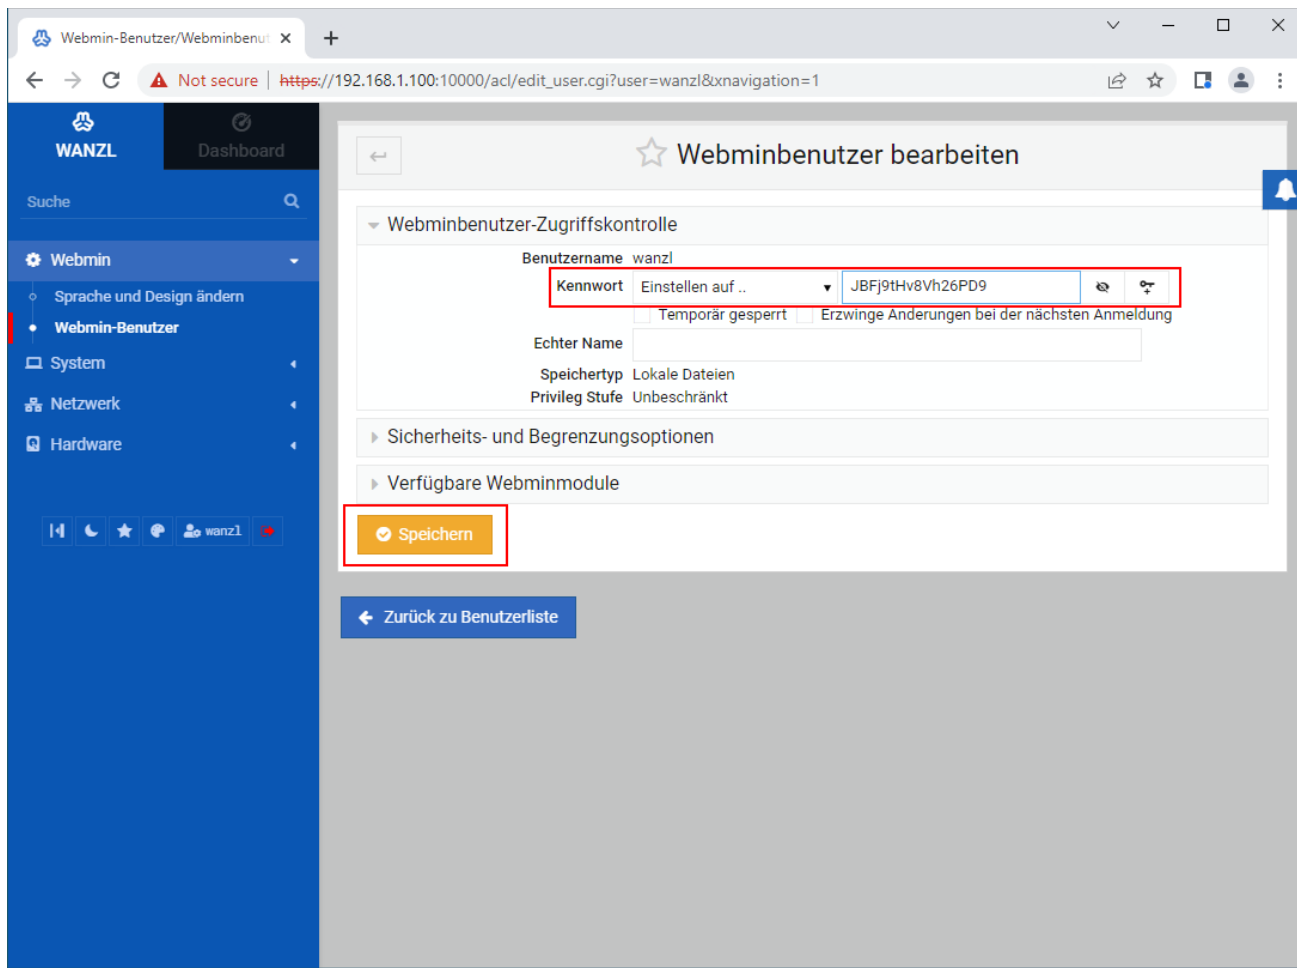 Webmin-Benutzer/Webminbenut
Not secure | https://192.168.1.100:10000/acl/edit_user.cgi?user=wanzl&xnavigation=1
WANZL
Dashboard
Suche
Webmin
Sprache und Design ändern
Webmin-Benutzer
System
Netzwerk
Hardware
wanzl
Webminbenutzer bearbeiten
Webminbenutzer-Zugriffskontrolle
Benutzername wanzl
Kennwort Einstellen auf .. JBFj9tHv8Vh26PD9
Temporär gesperrt Erzwinge Änderungen bei der nächsten Anmeldung
Echter Name
Speichertyp Lokale Dateien
Privileg Stufe Unbeschränkt
Sicherheits- und Begrenzungsoptionen
Verfügbare Webminmodule
Speichern
Zurück zu Benutzerliste